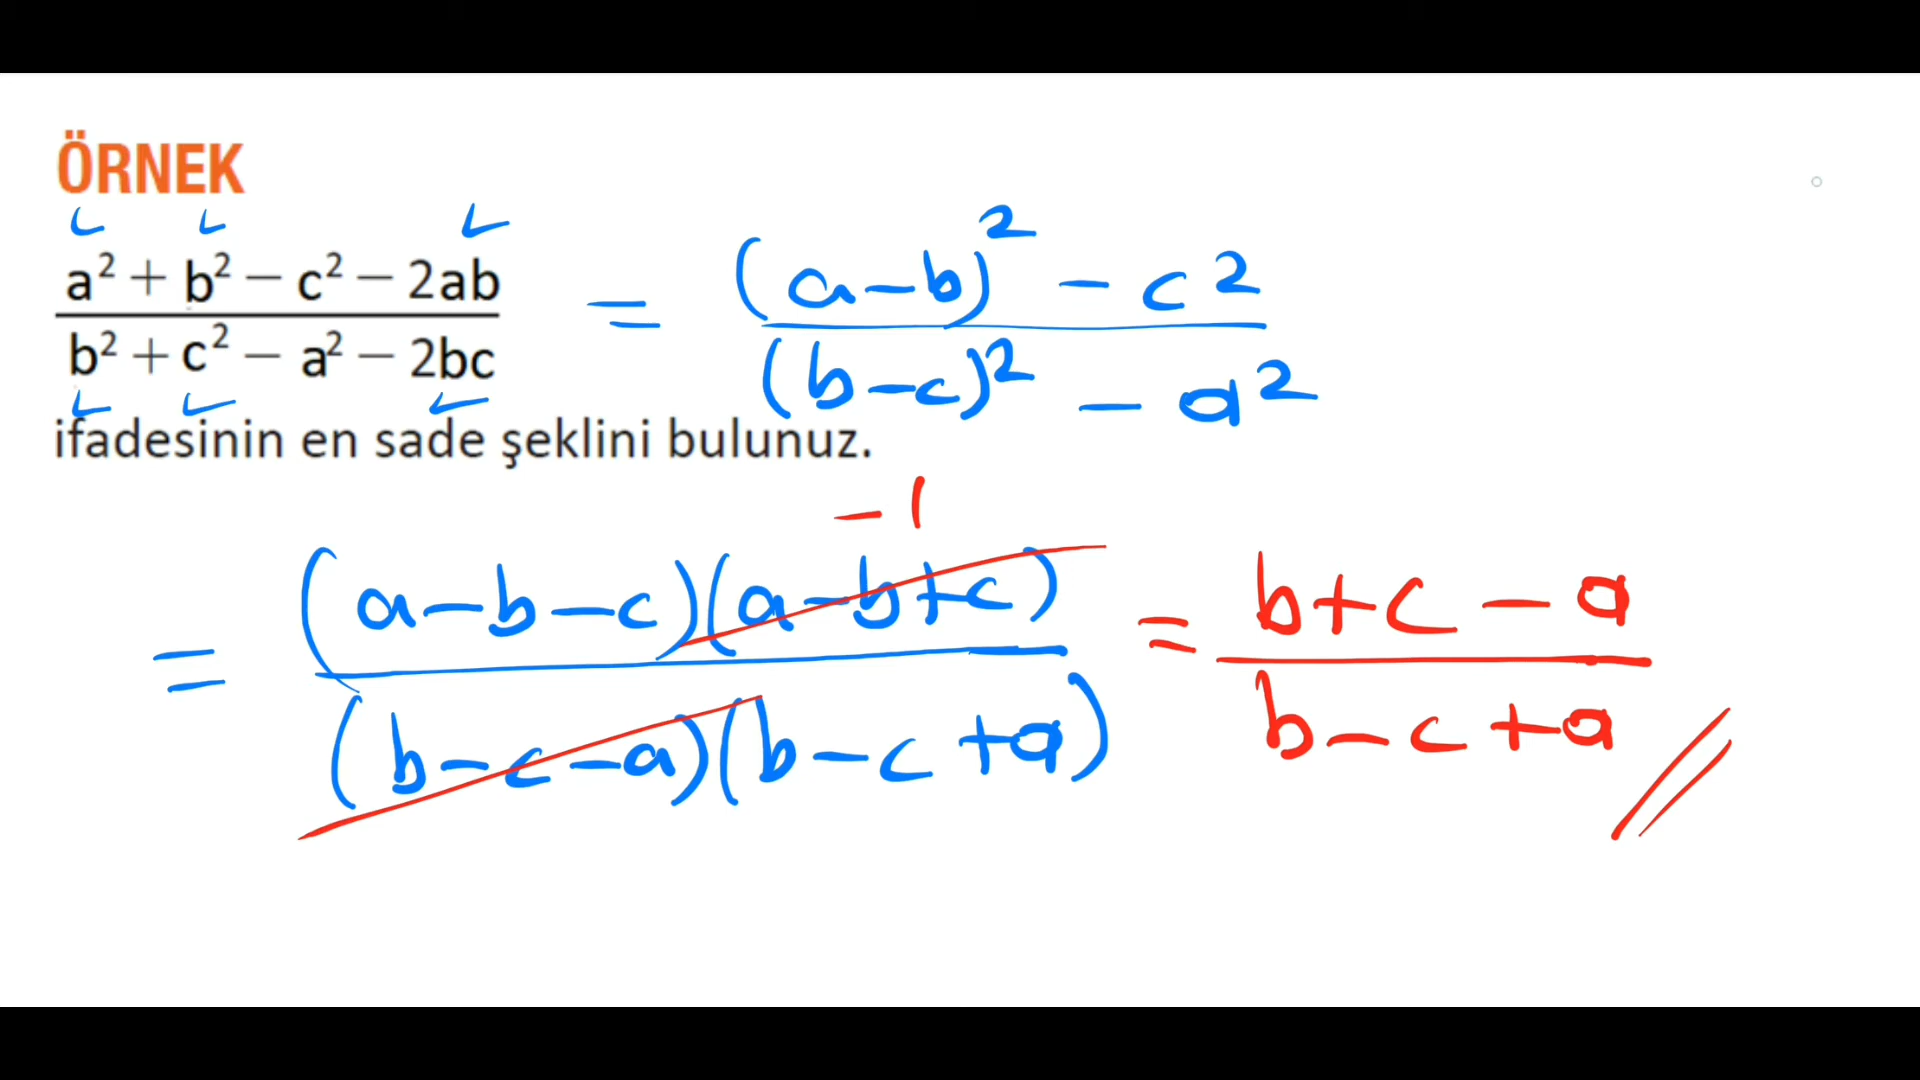 ÖRNEK
a² + b² − c² − 2ab / b² + c² − a² − 2bc = (a−b)² − c² / (b−c)² − a²
ifadesinin en sade şeklini bulunuz.
−1
= (a−b−c)(a−b+c) / (b−c−a)(b−c+a) = b+c−a / b−c+a